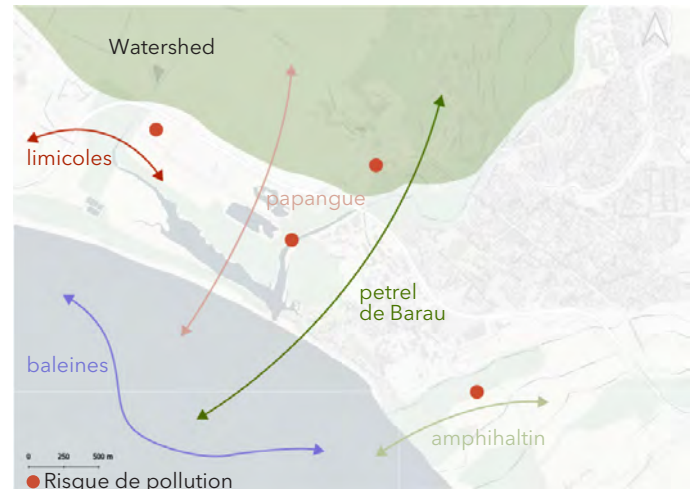 Watershed
limicoles
papangue
petrel
de Barau
baleines
amphihaltin
0 250 500 m
Risque de pollution